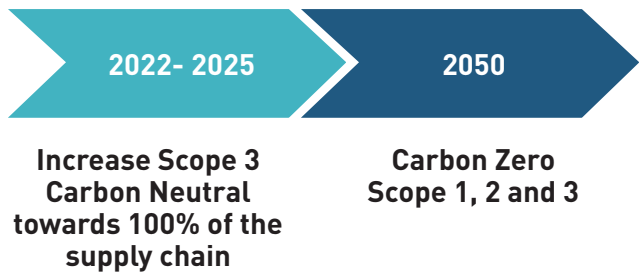 2022- 2025
2050
Increase Scope 3
Carbon Neutral
towards 100% of the
supply chain
Carbon Zero
Scope 1, 2 and 3